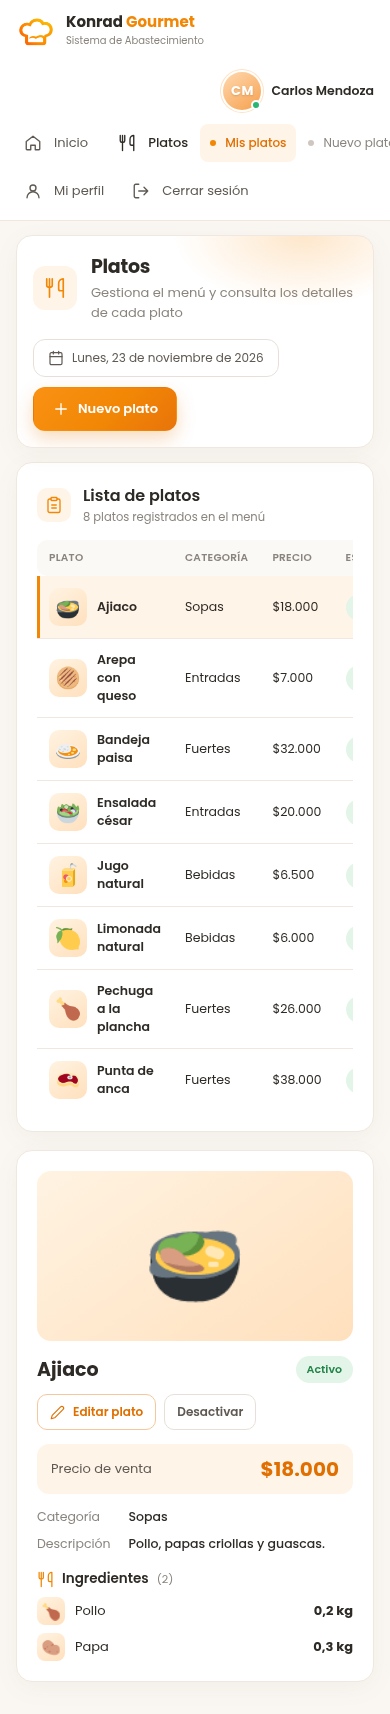 Konrad Gourmet
Sistema de Abastecimiento
CM
Carlos Mendoza
Inicio
Platos
Mis platos
Nuevo plat
Mi perfil
Cerrar sesión
Platos
Gestiona el menú y consulta los detalles
de cada plato
Lunes, 23 de noviembre de 2026
Nuevo plato
Lista de platos
8 platos registrados en el menú
PLATO CATEGORÍA PRECIO
Ajiaco Sopas $18.000
Arepa
con
queso
Entradas $7.000
Bandeja
paisa
Fuertes $32.000
Ensalada
césar
Entradas $20.000
Jugo
natural
Bebidas $6.500
Limonada
natural
Bebidas $6.000
Pechuga
a la
plancha
Fuertes $26.000
Punta de
anca
Fuertes $38.000
Ajiaco
Activo
Editar plato
Desactivar
Precio de venta $18.000
Categoría Sopas
Descripción Pollo, papas criollas y guascas.
Ingredientes (2)
Pollo 0,2 kg
Papa 0,3 kg